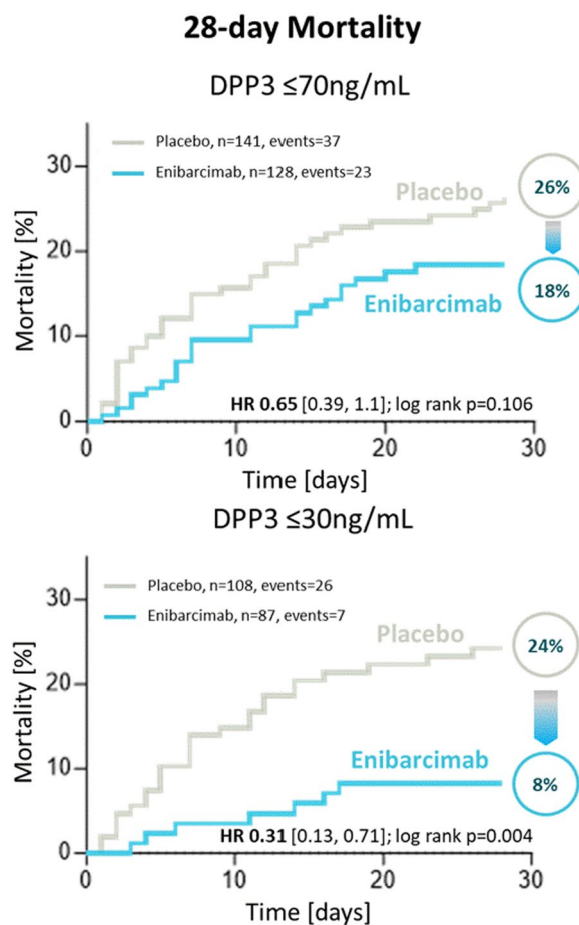 28-day Mortality
DPP3 ≤70ng/mL
Placebo, n=141, events=37
Enibarcimab, n=128, events=23
Placebo
26%
Enibarcimab
18%
HR 0.65 [0.39, 1.1]; log rank p=0.106
Mortality [%]
30
20
10
0
0 10 20 30
Time [days]
DPP3 ≤30ng/mL
Placebo, n=108, events=26
Enibarcimab, n=87, events=7
Placebo
24%
Enibarcimab
8%
HR 0.31 [0.13, 0.71]; log rank p=0.004
Mortality [%]
30
20
10
0
0 10 20 30
Time [days]